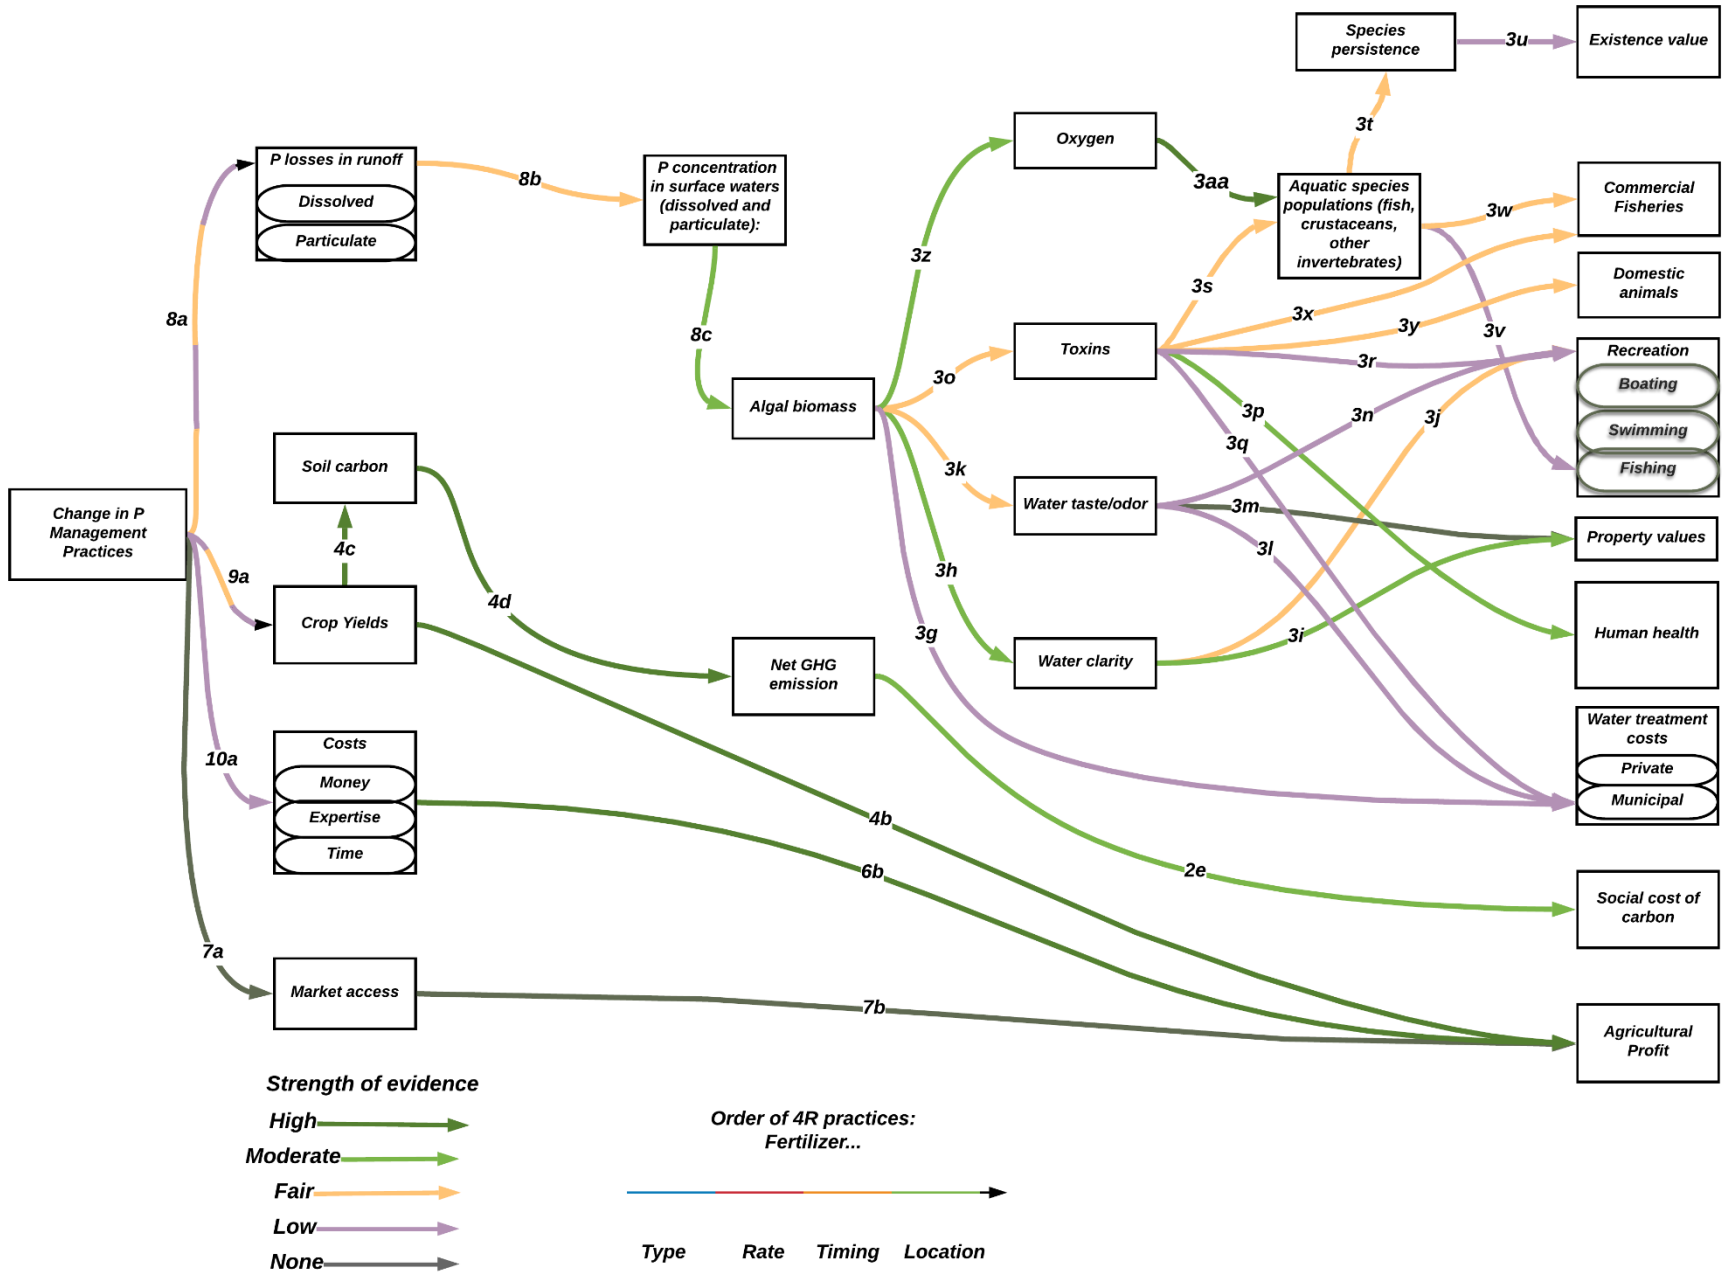 Species
persistence
3u
Existence value
3t
Oxygen
3aa
P losses in runoff
Dissolved
Particulate
8b
P concentration
in surface waters
(dissolved and
particulate):
Aquatic species
populations (fish,
crustaceans,
other
invertebrates)
3w
Commercial
Fisheries
3z
3s
Domestic
animals
8a
8c
3x
3y
3v
Toxins
3r
Recreation
Boating
Swimming
Fishing
3o
Algal biomass
3p
3n
3j
3q
3k
Soil carbon
Water taste/odor
3m
3l
Property values
Change in P
Management
Practices
4c
9a
4d
3h
Crop Yields
3g
3i
Human health
Net GHG
emission
Water clarity
Costs
Money
Expertise
Time
10a
Water treatment
costs
Private
Municipal
4b
6b
2e
Social cost of
carbon
7a
Market access
7b
Agricultural
Profit
Strength of evidence
High
Moderate
Fair
Low
None
Order of 4R practices:
Fertilizer...
Type
Rate
Timing
Location